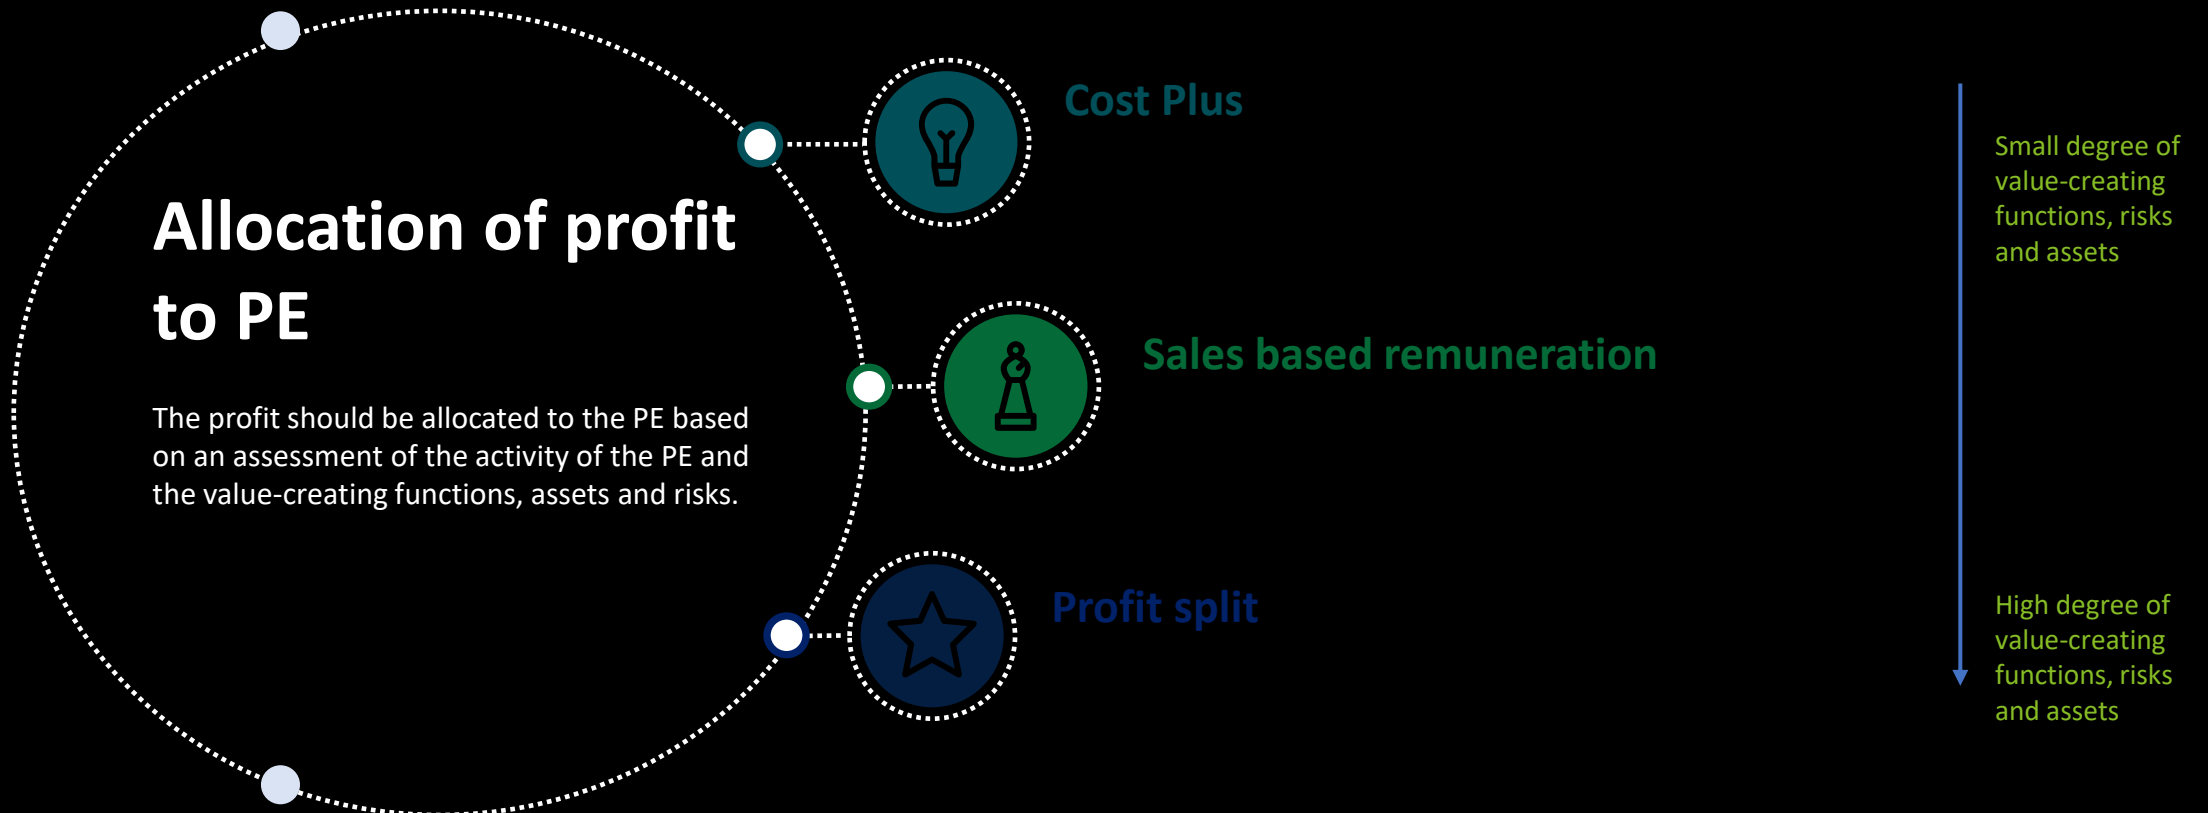 Allocation of profit
to PE
The profit should be allocated to the PE based
on an assessment of the activity of the PE and
the value-creating functions, assets and risks.
Cost Plus
Sales based remuneration
Profit split
Small degree of
value-creating
functions, risks
and assets
High degree of
value-creating
functions, risks
and assets